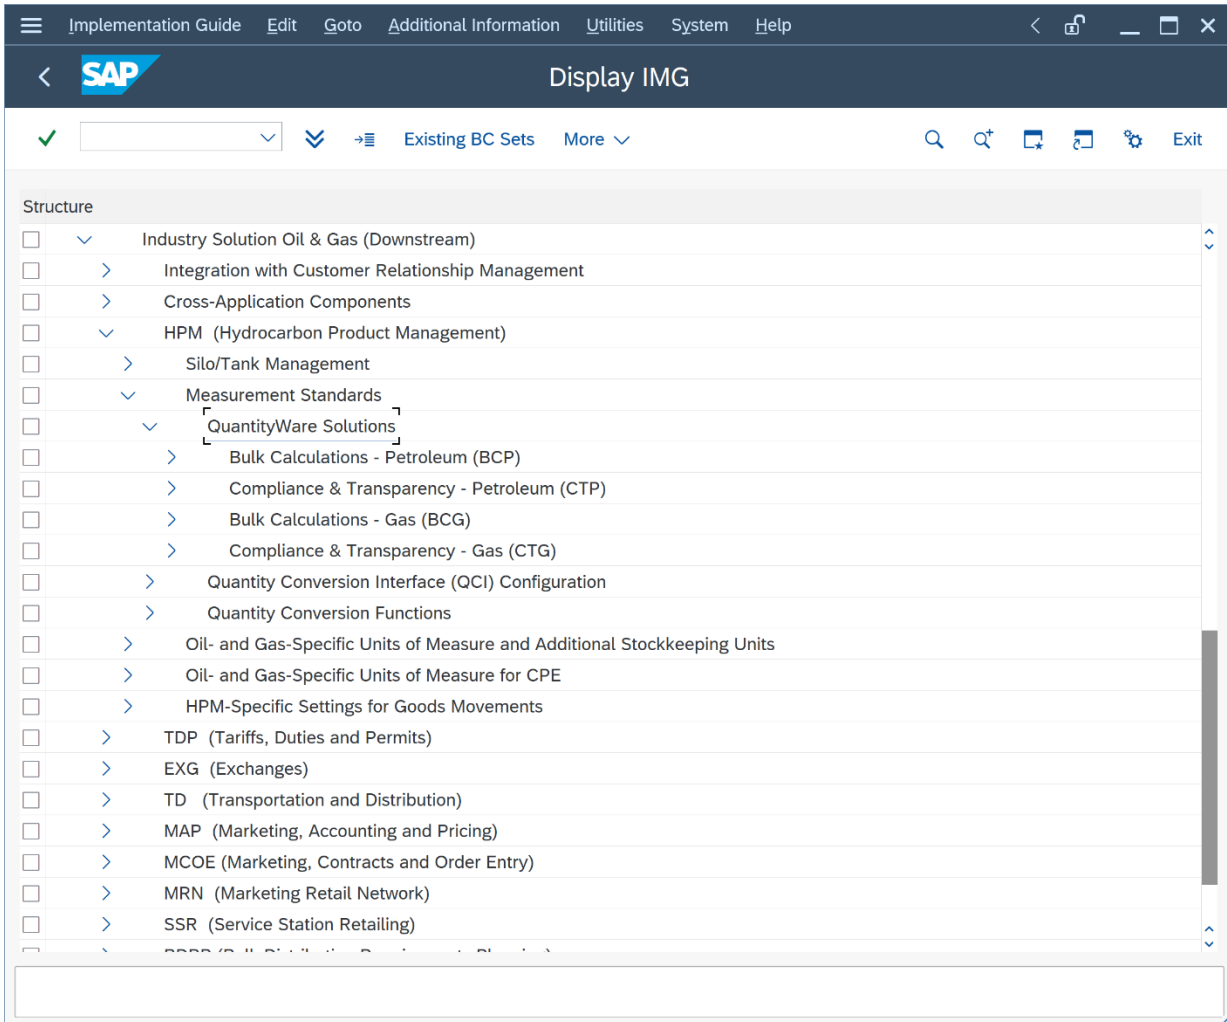 Implementation Guide Edit Goto Additional Information Utilities System Help
SAP Display IMG
Existing BC Sets More Exit
Structure
Industry Solution Oil & Gas (Downstream)
Integration with Customer Relationship Management
Cross-Application Components
HPM (Hydrocarbon Product Management)
Silo/Tank Management
Measurement Standards
QuantityWare Solutions
Bulk Calculations - Petroleum (BCP)
Compliance & Transparency - Petroleum (CTP)
Bulk Calculations - Gas (BCG)
Compliance & Transparency - Gas (CTG)
Quantity Conversion Interface (QCI) Configuration
Quantity Conversion Functions
Oil- and Gas-Specific Units of Measure and Additional Stockkeeping Units
Oil- and Gas-Specific Units of Measure for CPE
HPM-Specific Settings for Goods Movements
TDP (Tariffs, Duties and Permits)
EXG (Exchanges)
TD (Transportation and Distribution)
MAP (Marketing, Accounting and Pricing)
MCOE (Marketing, Contracts and Order Entry)
MRN (Marketing Retail Network)
SSR (Service Station Retailing)